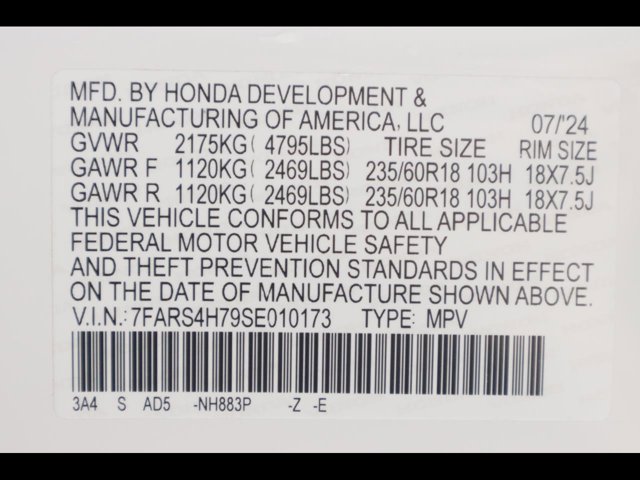 MFD. BY HONDA DEVELOPMENT &
MANUFACTURING OF AMERICA, LLC 07/'24
GVWR 2175KG( 4795LBS) TIRE SIZE RIM SIZE
GAWR F 1120KG( 2469LBS) 235/60R18 103H 18X7.5J
GAWR R 1120KG( 2469LBS) 235/60R18 103H 18X7.5J
THIS VEHICLE CONFORMS TO ALL APPLICABLE
FEDERAL MOTOR VEHICLE SAFETY
AND THEFT PREVENTION STANDARDS IN EFFECT
ON THE DATE OF MANUFACTURE SHOWN ABOVE.
V.I.N.:7FARS4H79SE010173 TYPE: MPV
3A4 S AD5 -NH883P -Z -E